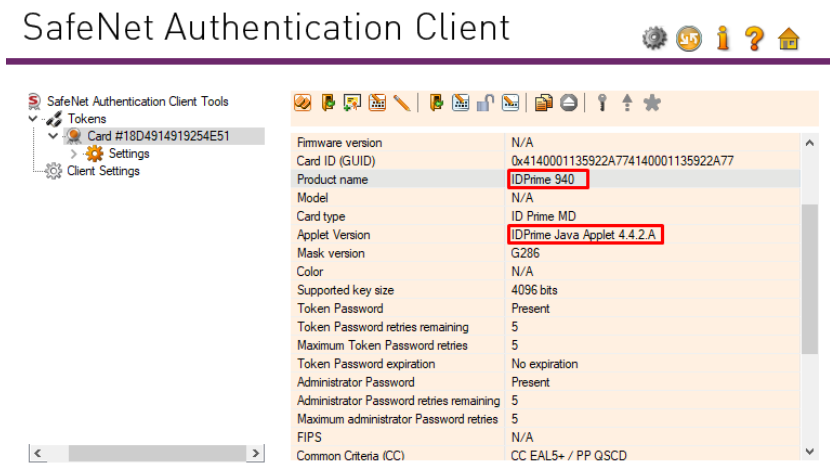 SafeNet Authentication Client
SafeNet Authentication Client Tools
Tokens
Card #18D4914919254E51
Settings
Client Settings
Firmware version N/A
Card ID (GUID) 0x4140001135922A774140001135922A77
Product name IDPrime 940
Model N/A
Card type ID Prime MD
Applet Version IDPrime Java Applet 4.4.2.A
Mask version G286
Color N/A
Supported key size 4096 bits
Token Password Present
Token Password retries remaining 5
Maximum Token Password retries 5
Token Password expiration No expiration
Administrator Password Present
Administrator Password retries remaining 5
Maximum administrator Password retries 5
FIPS N/A
Common Criteria (CC) CC EAL5+ / PP QSCD